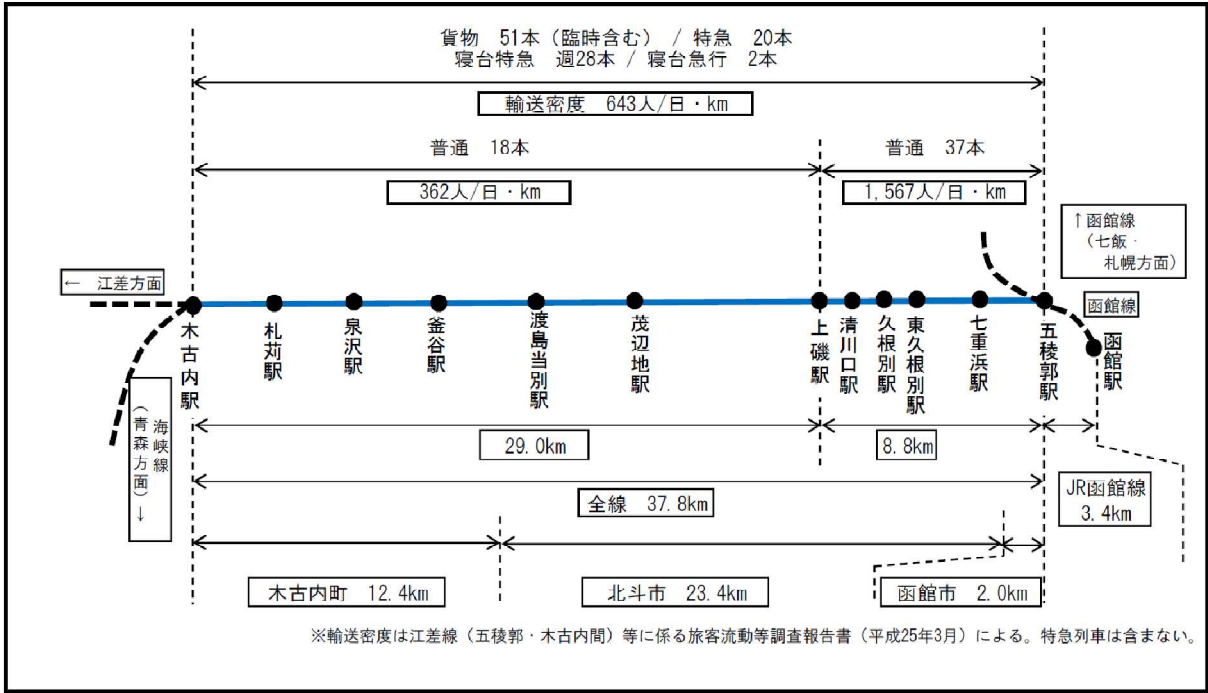 貨物　51本（臨時含む） / 特急　20本
寝台特急　週28本 / 寝台急行　2本
輸送密度　643人/日・km
普通　18本
普通　37本
362人/日・km
1,567人/日・km
↑函館線
（七飯・
札幌方面）
←　江差方面
函館線
木古内駅
札苅駅
泉沢駅
釜谷駅
渡島当別駅
茂辺地駅
上磯駅
清川口駅
久根別駅
東久根別駅
七重浜駅
五稜郭駅
函館駅
海峡線
（青森方面）↓
29.0km
8.8km
全線　37.8km
JR函館線
3.4km
木古内町　12.4km
北斗市　23.4km
函館市　2.0km
※輸送密度は江差線（五稜郭・木古内間）等に係る旅客流動等調査報告書（平成25年3月）による。特急列車は含まない。